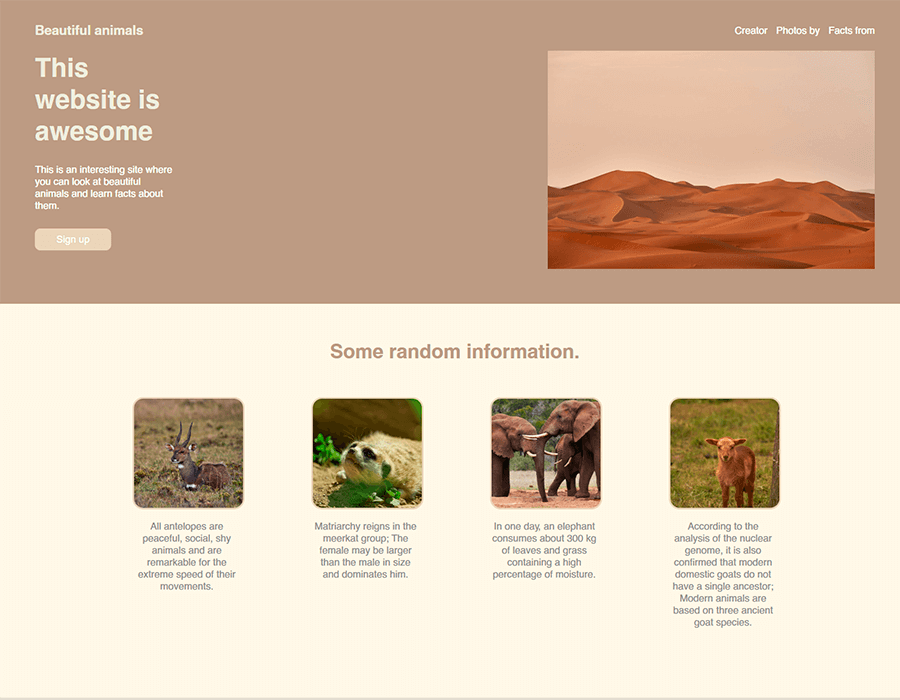 Beautiful animals
Creator Photos by Facts from
This
website is
awesome
This is an interesting site where
you can look at beautiful
animals and learn facts about
them.
Sign up
Some random information.
All antelopes are
peaceful, social, shy
animals and are
remarkable for the
extreme speed of their
movements.
Matriarchy reigns in the
meerkat group; The
female may be larger
than the male in size
and dominates him.
In one day, an elephant
consumes about 300 kg
of leaves and grass
containing a high
percentage of moisture.
According to the
analysis of the nuclear
genome, it is also
confirmed that modern
domestic goats do not
have a single ancestor;
Modern animals are
based on three ancient
goat species.